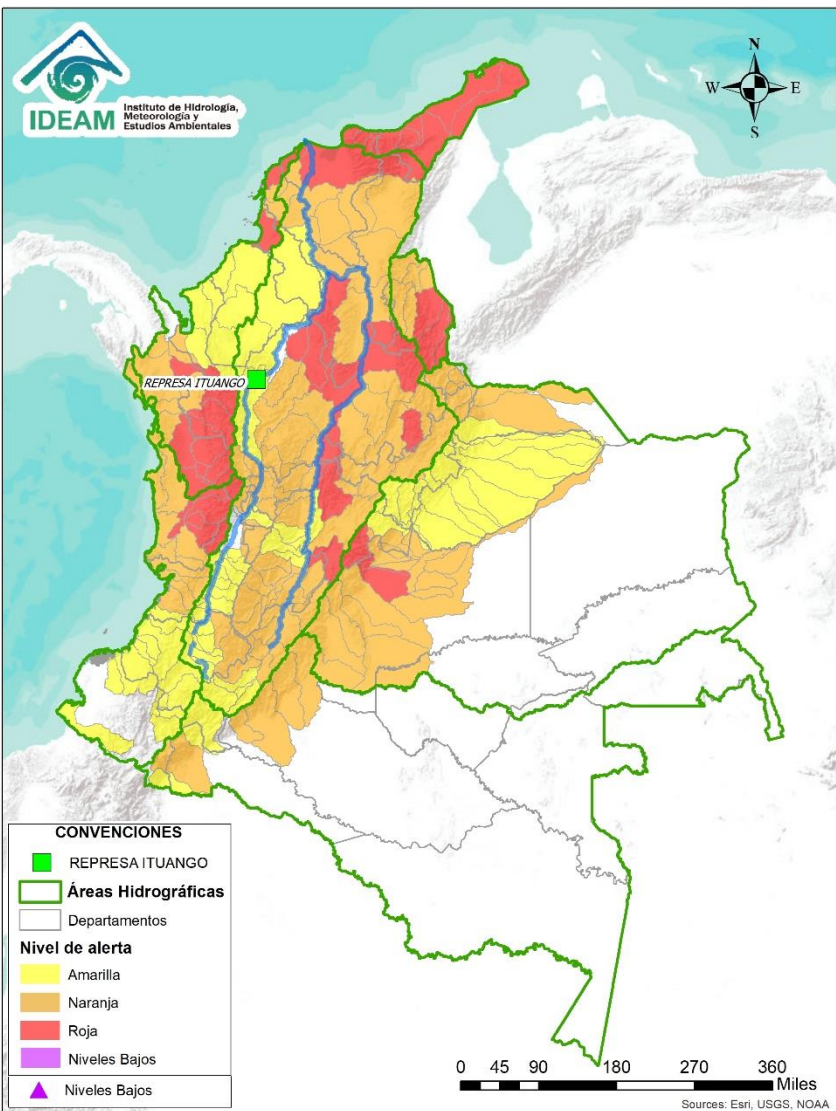 IDEAM
Instituto de Hidrología,
Meteorología y
Estudios Ambientales
N
W
E
S
REPRESA ITUANGO
CONVENCIONES
REPRESA ITUANGO
Áreas Hidrográficas
Departamentos
Nivel de alerta
Amarilla
Naranja
Roja
Niveles Bajos
Niveles Bajos
0 45 90 180 270 360
Miles
Sources: Esri, USGS, NOAA